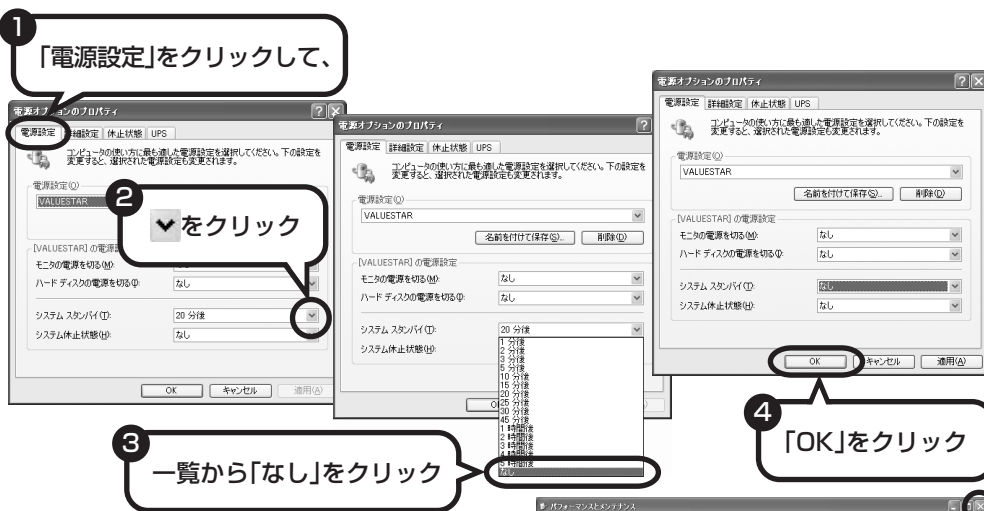 1
「電源設定」をクリックして、
電源オプションのプロパティ
電源設定 詳細設定 休止状態 UPS
コンピュータの使い方に最も適した電源設定を選択してください。下の設定を
変更すると、選択された電源設定も変更されます。
電源設定(O)
VALUESTAR
2
をクリック
[VALUESTAR] の電源設
モニタの電源を切る(M):
ハード ディスクの電源を切る(I): なし
システム スタンバイ(T): 20 分後
システム休止状態(H): なし
OK キャンセル 適用(A)
電源オプションのプロパティ
電源設定 詳細設定 休止状態 UPS
コンピュータの使い方に最も適した電源設定を選択してください。下の設定を
変更すると、選択された電源設定も変更されます。
電源設定(O)
VALUESTAR
名前を付けて保存(S)... 削除(D)
[VALUESTAR] の電源設定
モニタの電源を切る(M): なし
ハード ディスクの電源を切る(I): なし
システム スタンバイ(T): 20 分後
システム休止状態(H):
1 分後
2 分後
3 分後
5 分後
10 分後
15 分後
20 分後
25 分後
30 分後
45 分後
1 時間後
2 時間後
3 時間後
4 時間後
5 時間後
なし
3
一覧から「なし」をクリック
電源オプションのプロパティ
電源設定 詳細設定 休止状態 UPS
コンピュータの使い方に最も適した電源設定を選択してください。下の設定を
変更すると、選択された電源設定も変更されます。
電源設定(O)
VALUESTAR
名前を付けて保存(S)... 削除(D)
[VALUESTAR] の電源設定
モニタの電源を切る(M): なし
ハード ディスクの電源を切る(I): なし
システム スタンバイ(T): なし
システム休止状態(H): なし
OK キャンセル 適用(A)
4
「OK」をクリック
パフォーマンスとメンテナンス